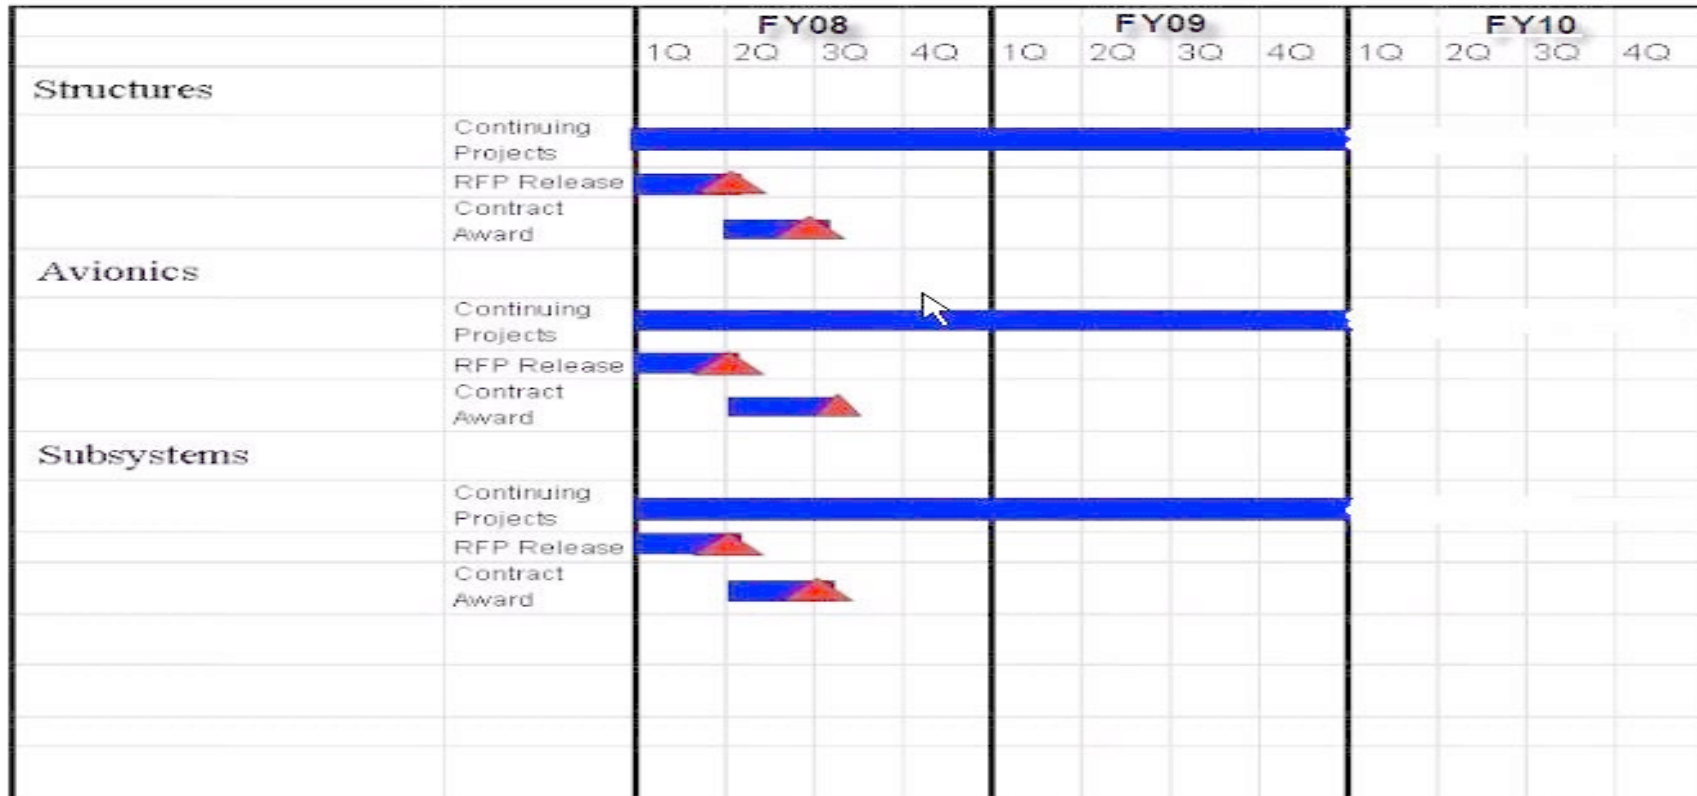 FY08 FY09 FY10
1Q 2Q 3Q 4Q 1Q 2Q 3Q 4Q 1Q 2Q 3Q 4Q
Structures
Continuing
Projects
RFP Release
Contract
Award
Avionics
Continuing
Projects
RFP Release
Contract
Award
Subsystems
Continuing
Projects
RFP Release
Contract
Award